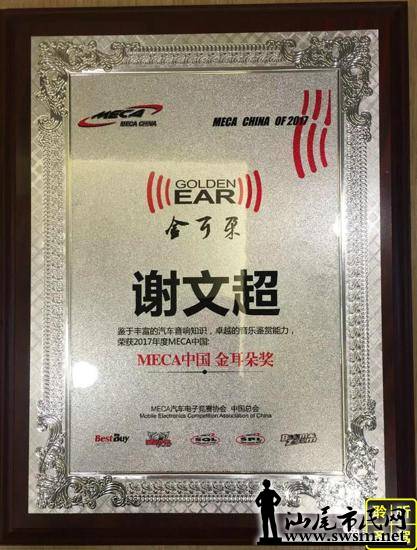 MECA
MECA CHINA
MECA CHINA OF 2017
GOLDEN
EAR
金耳朵
谢文超
鉴于丰富的汽车音响知识，卓越的音乐鉴赏能力，
荣获2017年度MECA中国:
MECA中国 金耳朵奖
MECA汽车电子竞赛协会 中国总会
Mobile Electronics Competition Association of China
BestBuy
SQL
SPL
聆听
汕尾市民网
www.swsm.net